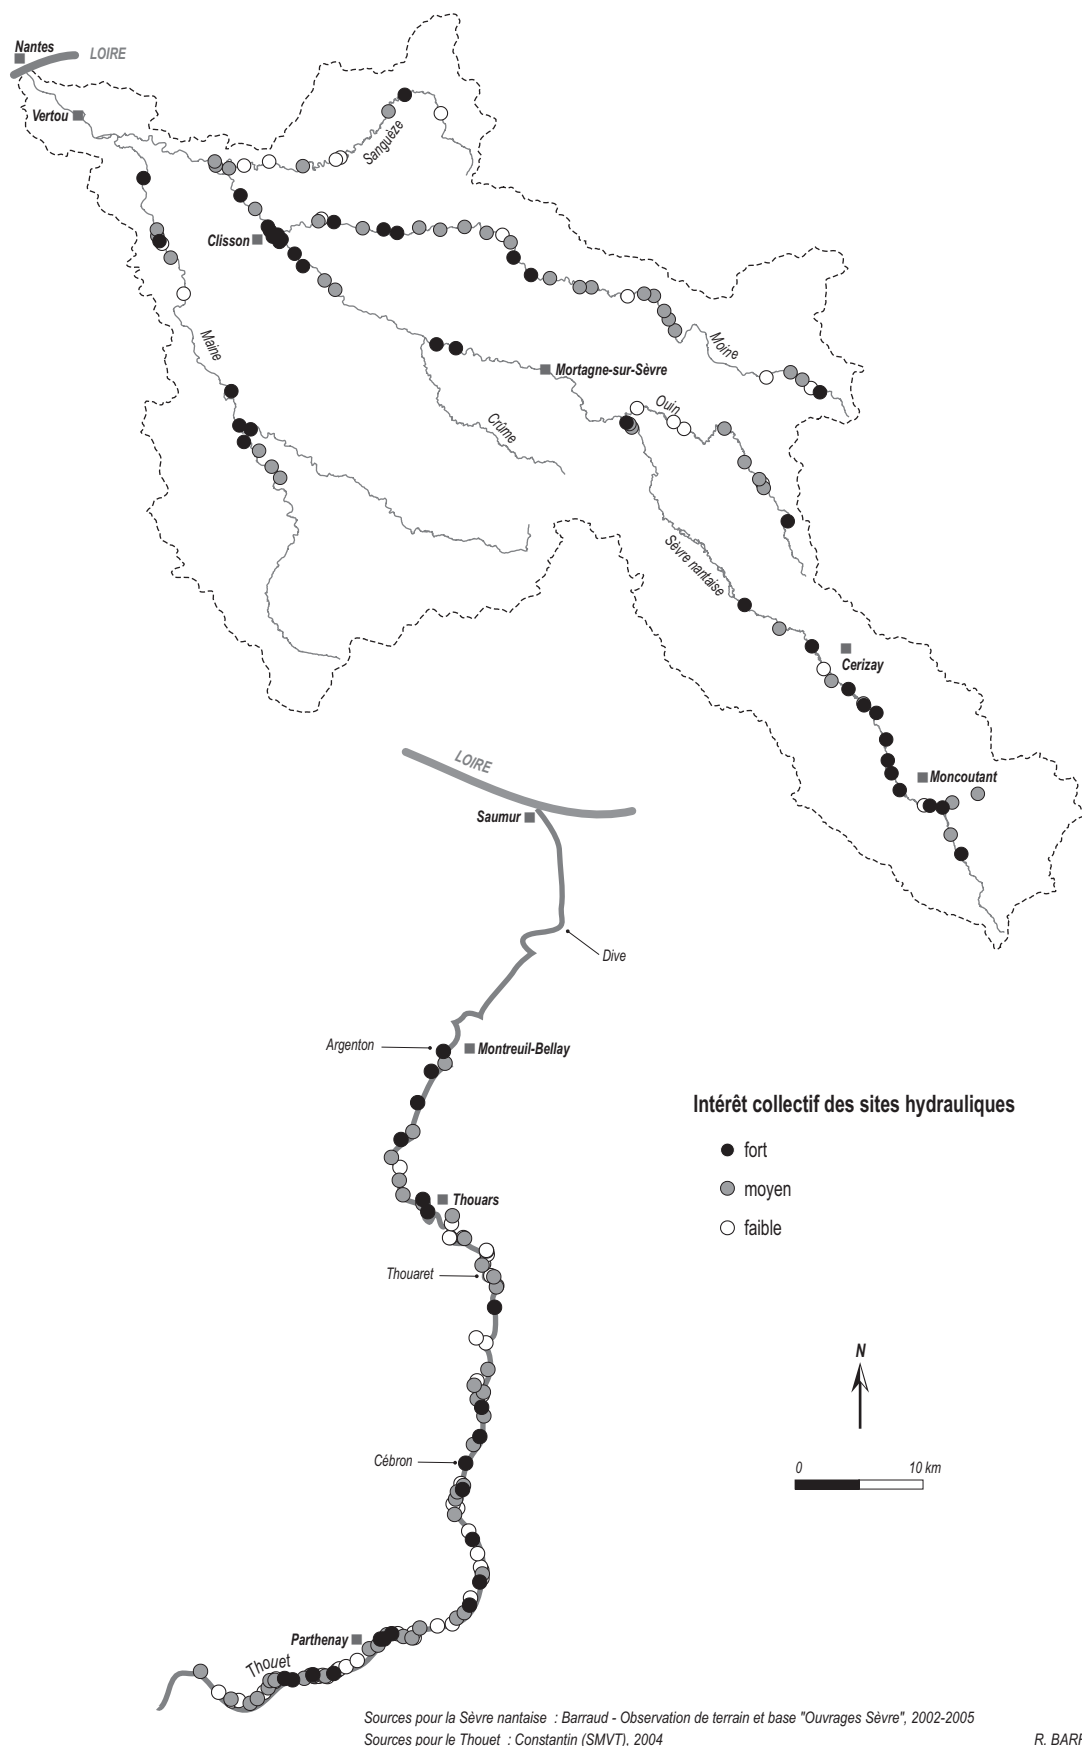 Nantes
LOIRE
Vertou
Sanguèze
Clisson
Maine
Moine
Mortagne-sur-Sèvre
Ouin
Crûme
Sèvre nantaise
Cerizay
Moncoutant
LOIRE
Saumur
Dive
Argenton
Montreuil-Bellay
Intérêt collectif des sites hydrauliques
fort
moyen
faible
Thouars
Thouaret
N
0 10 km
Cébron
Parthenay
Thouet
Sources pour la Sèvre nantaise : Barraud - Observation de terrain et base "Ouvrages Sèvre", 2002-2005
Sources pour le Thouet : Constantin (SMVT), 2004
R. BARR